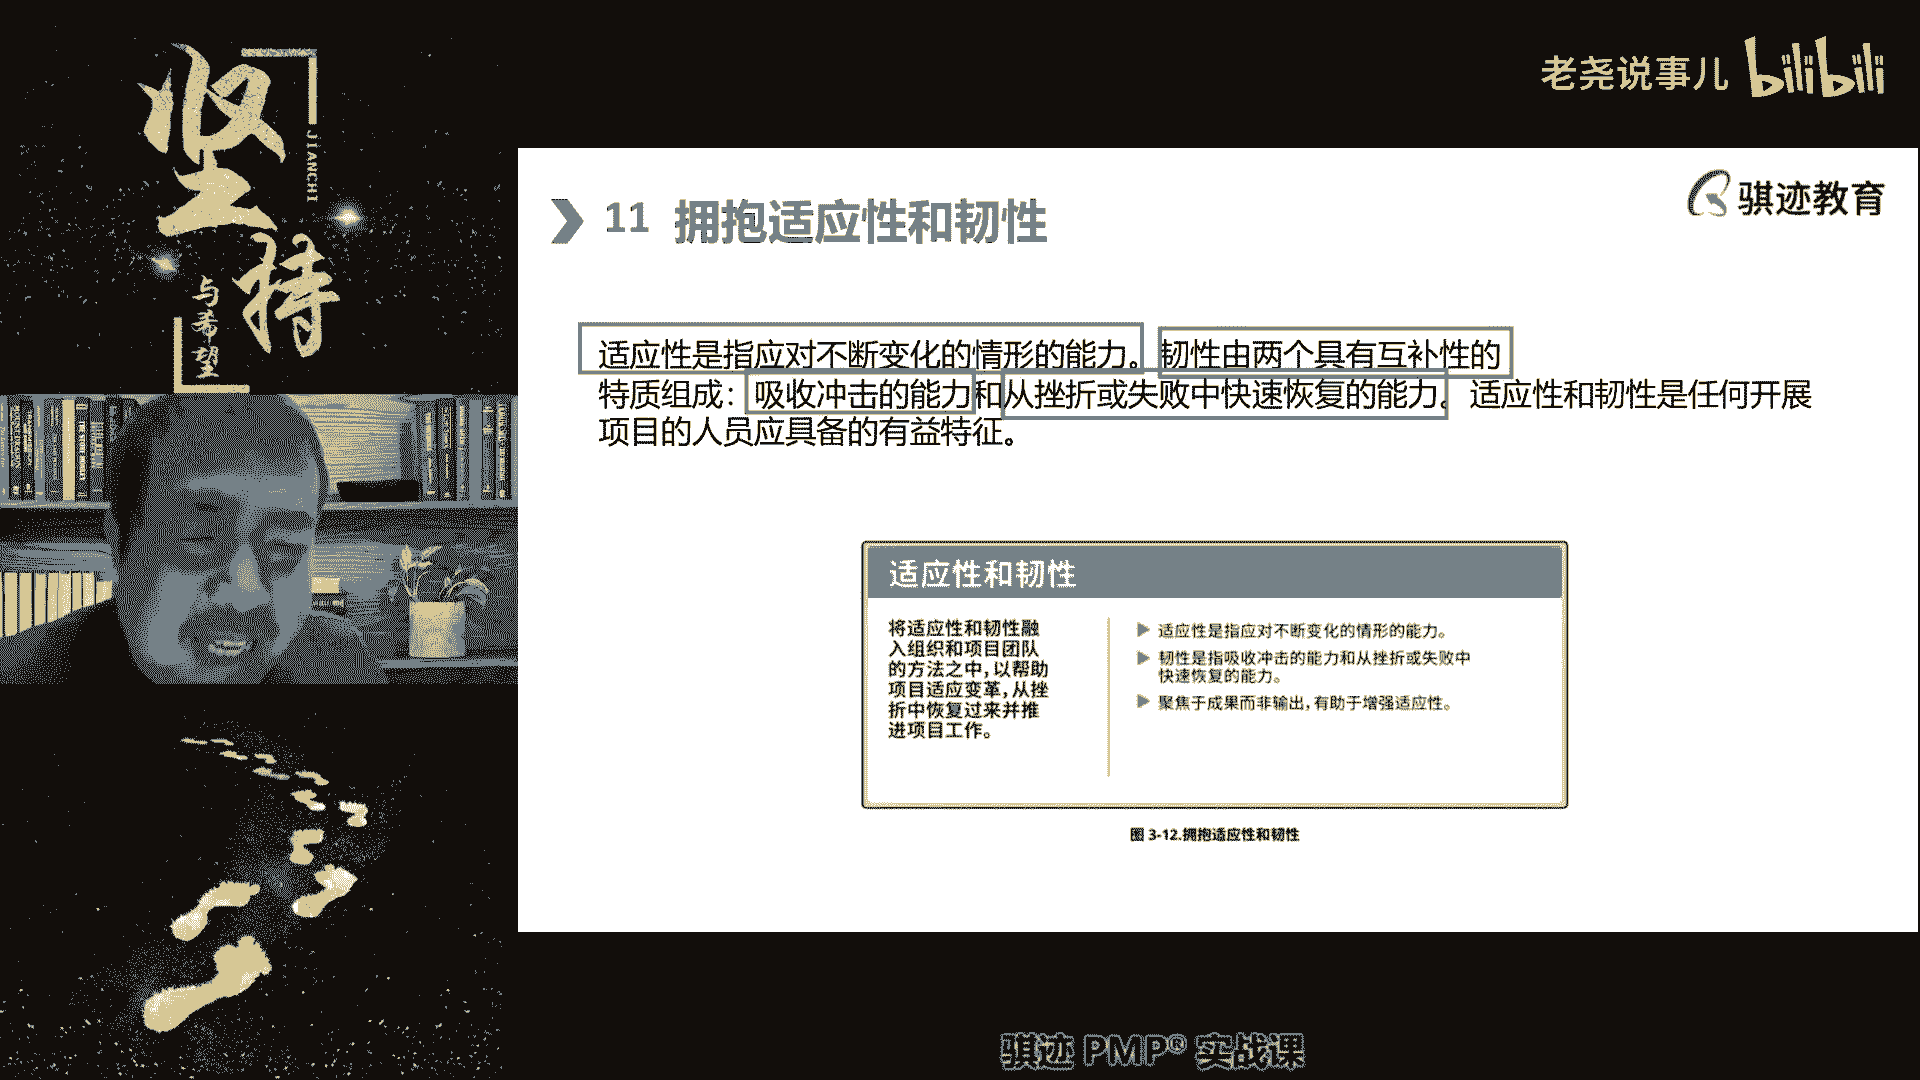 坚持
JIANCHI
与希望
老尧说事儿 bilibili
骐迹教育
11 拥抱适应性和韧性
适应性是指应对不断变化的情形的能力。韧性由两个具有互补性的
特质组成：吸收冲击的能力和从挫折或失败中快速恢复的能力。适应性和韧性是任何开展
项目的人员应具备的有益特征。
适应性和韧性
将适应性和韧性融
入组织和项目团队
的方法之中，以帮助
项目适应变革，从挫
折中恢复过来并推
进项目工作。
适应性是指应对不断变化的情形的能力。
韧性是指吸收冲击的能力和从挫折或失败中
快速恢复的能力。
聚焦于成果而非输出，有助于增强适应性。
图 3-12.拥抱适应性和韧性
骐迹 PMP® 实战课